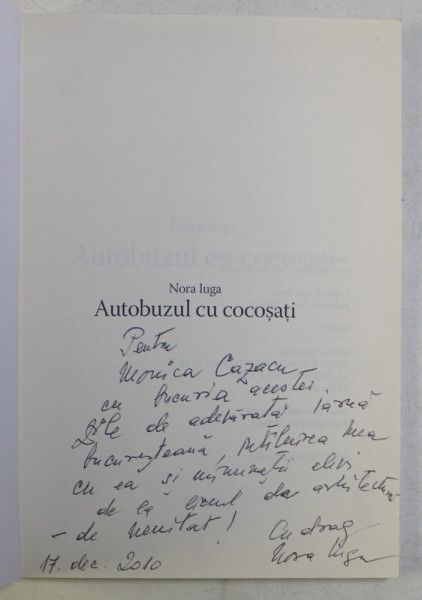 Nora Iuga
Autobuzul cu cocoșați
Pentru
Monica Cazacu
cu bucuria acestei
zile de adevărată iarnă
bucureșteană, întîlnirea mea
cu ea și minunații elevi
de la liceul de arhitectură
- de neuitat!
Cu drag
Nora Iuga
17. dec. 2010